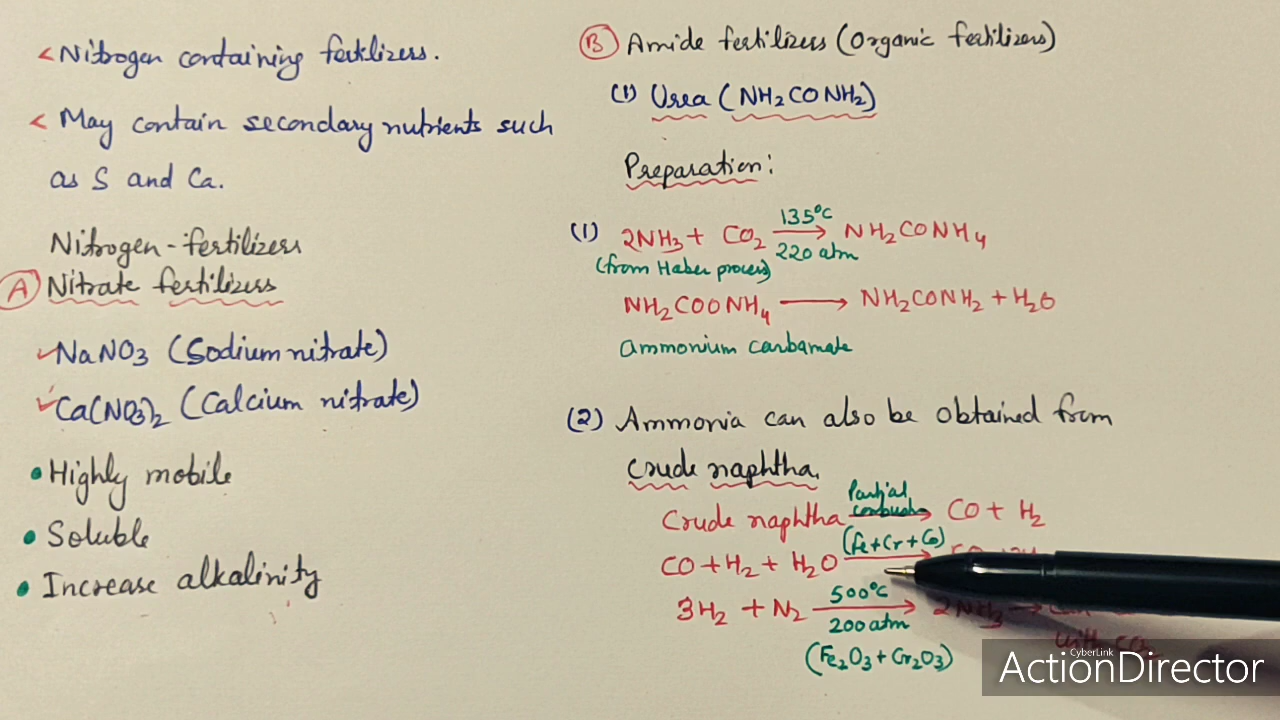 < Nitrogen containing fertilizers.
< May contain secondary nutrients such
as S and Ca.
Nitrogen-fertilizers
(A) Nitrate fertilizers
✓ NaNO3 (Sodium nitrate)
✓ Ca(NO3)2 (Calcium nitrate)
• Highly mobile
• Soluble
• Increase alkalinity
(B) Amide fertilizers (Organic fertilizers)
(1) Urea (NH2CONH2)
Preparation:
(1) 2NH3 + CO2 135°C → 220 atm NH2CONH4
(from Haber process)
NH2COONH4 → NH2CONH2 + H2O
ammonium carbamate
(2) Ammonia can also be obtained from
Crude naphtha.
Crude naphtha Partial → CO + H2
CO + H2 + H2O (Fe+Cr+Co) →
3H2 + N2 500°C → 200 atm 2NH3 →
(Fe2O3 + Cr2O3)
with CO2
CyberLink
ActionDirector